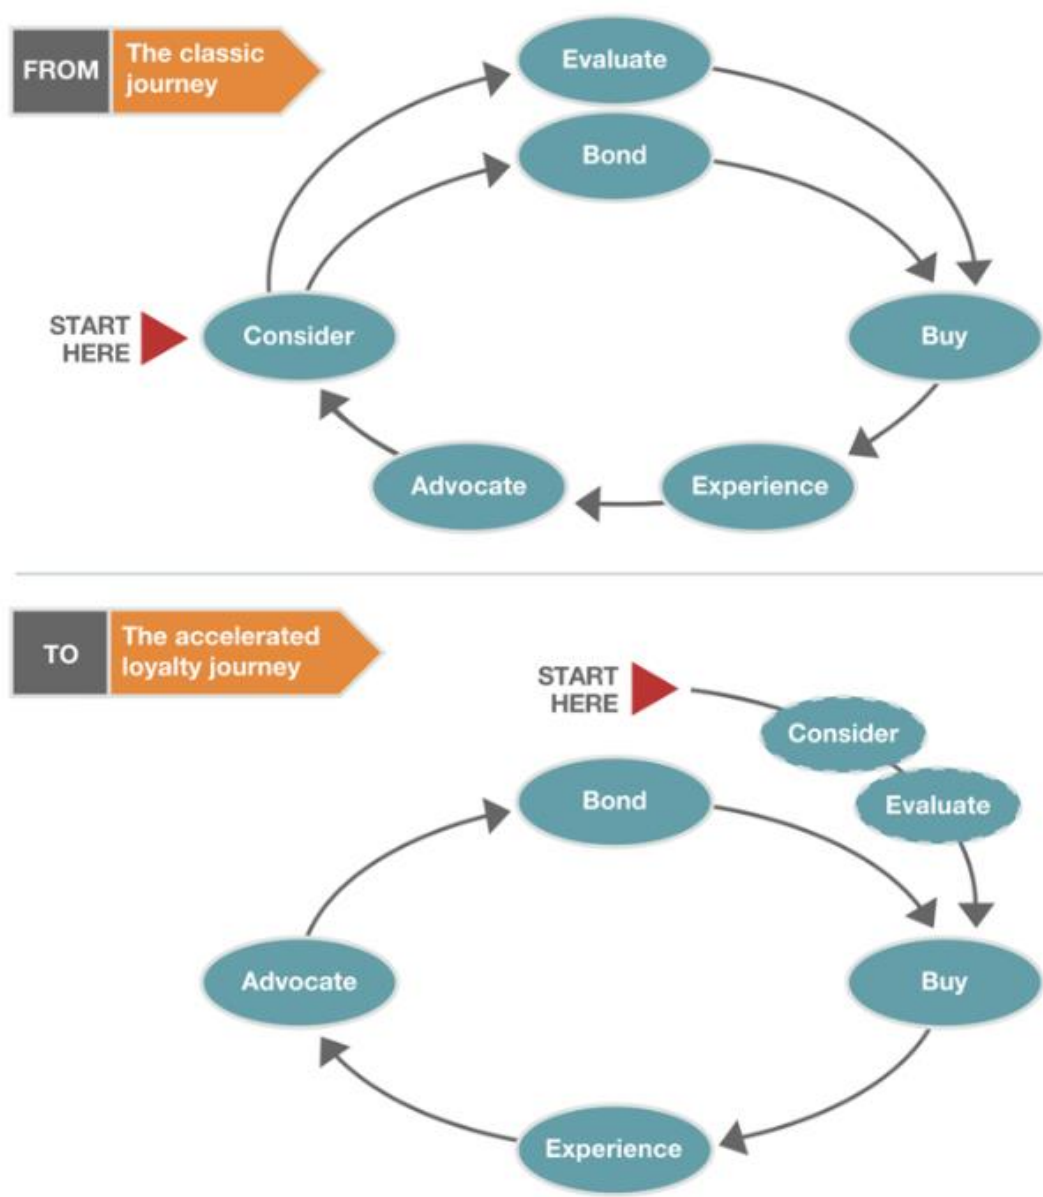 FROM
The classic
journey
Evaluate
Bond
START
HERE
Consider
Buy
Advocate
Experience
TO
The accelerated
loyalty journey
START
HERE
Consider
Evaluate
Bond
Advocate
Buy
Experience